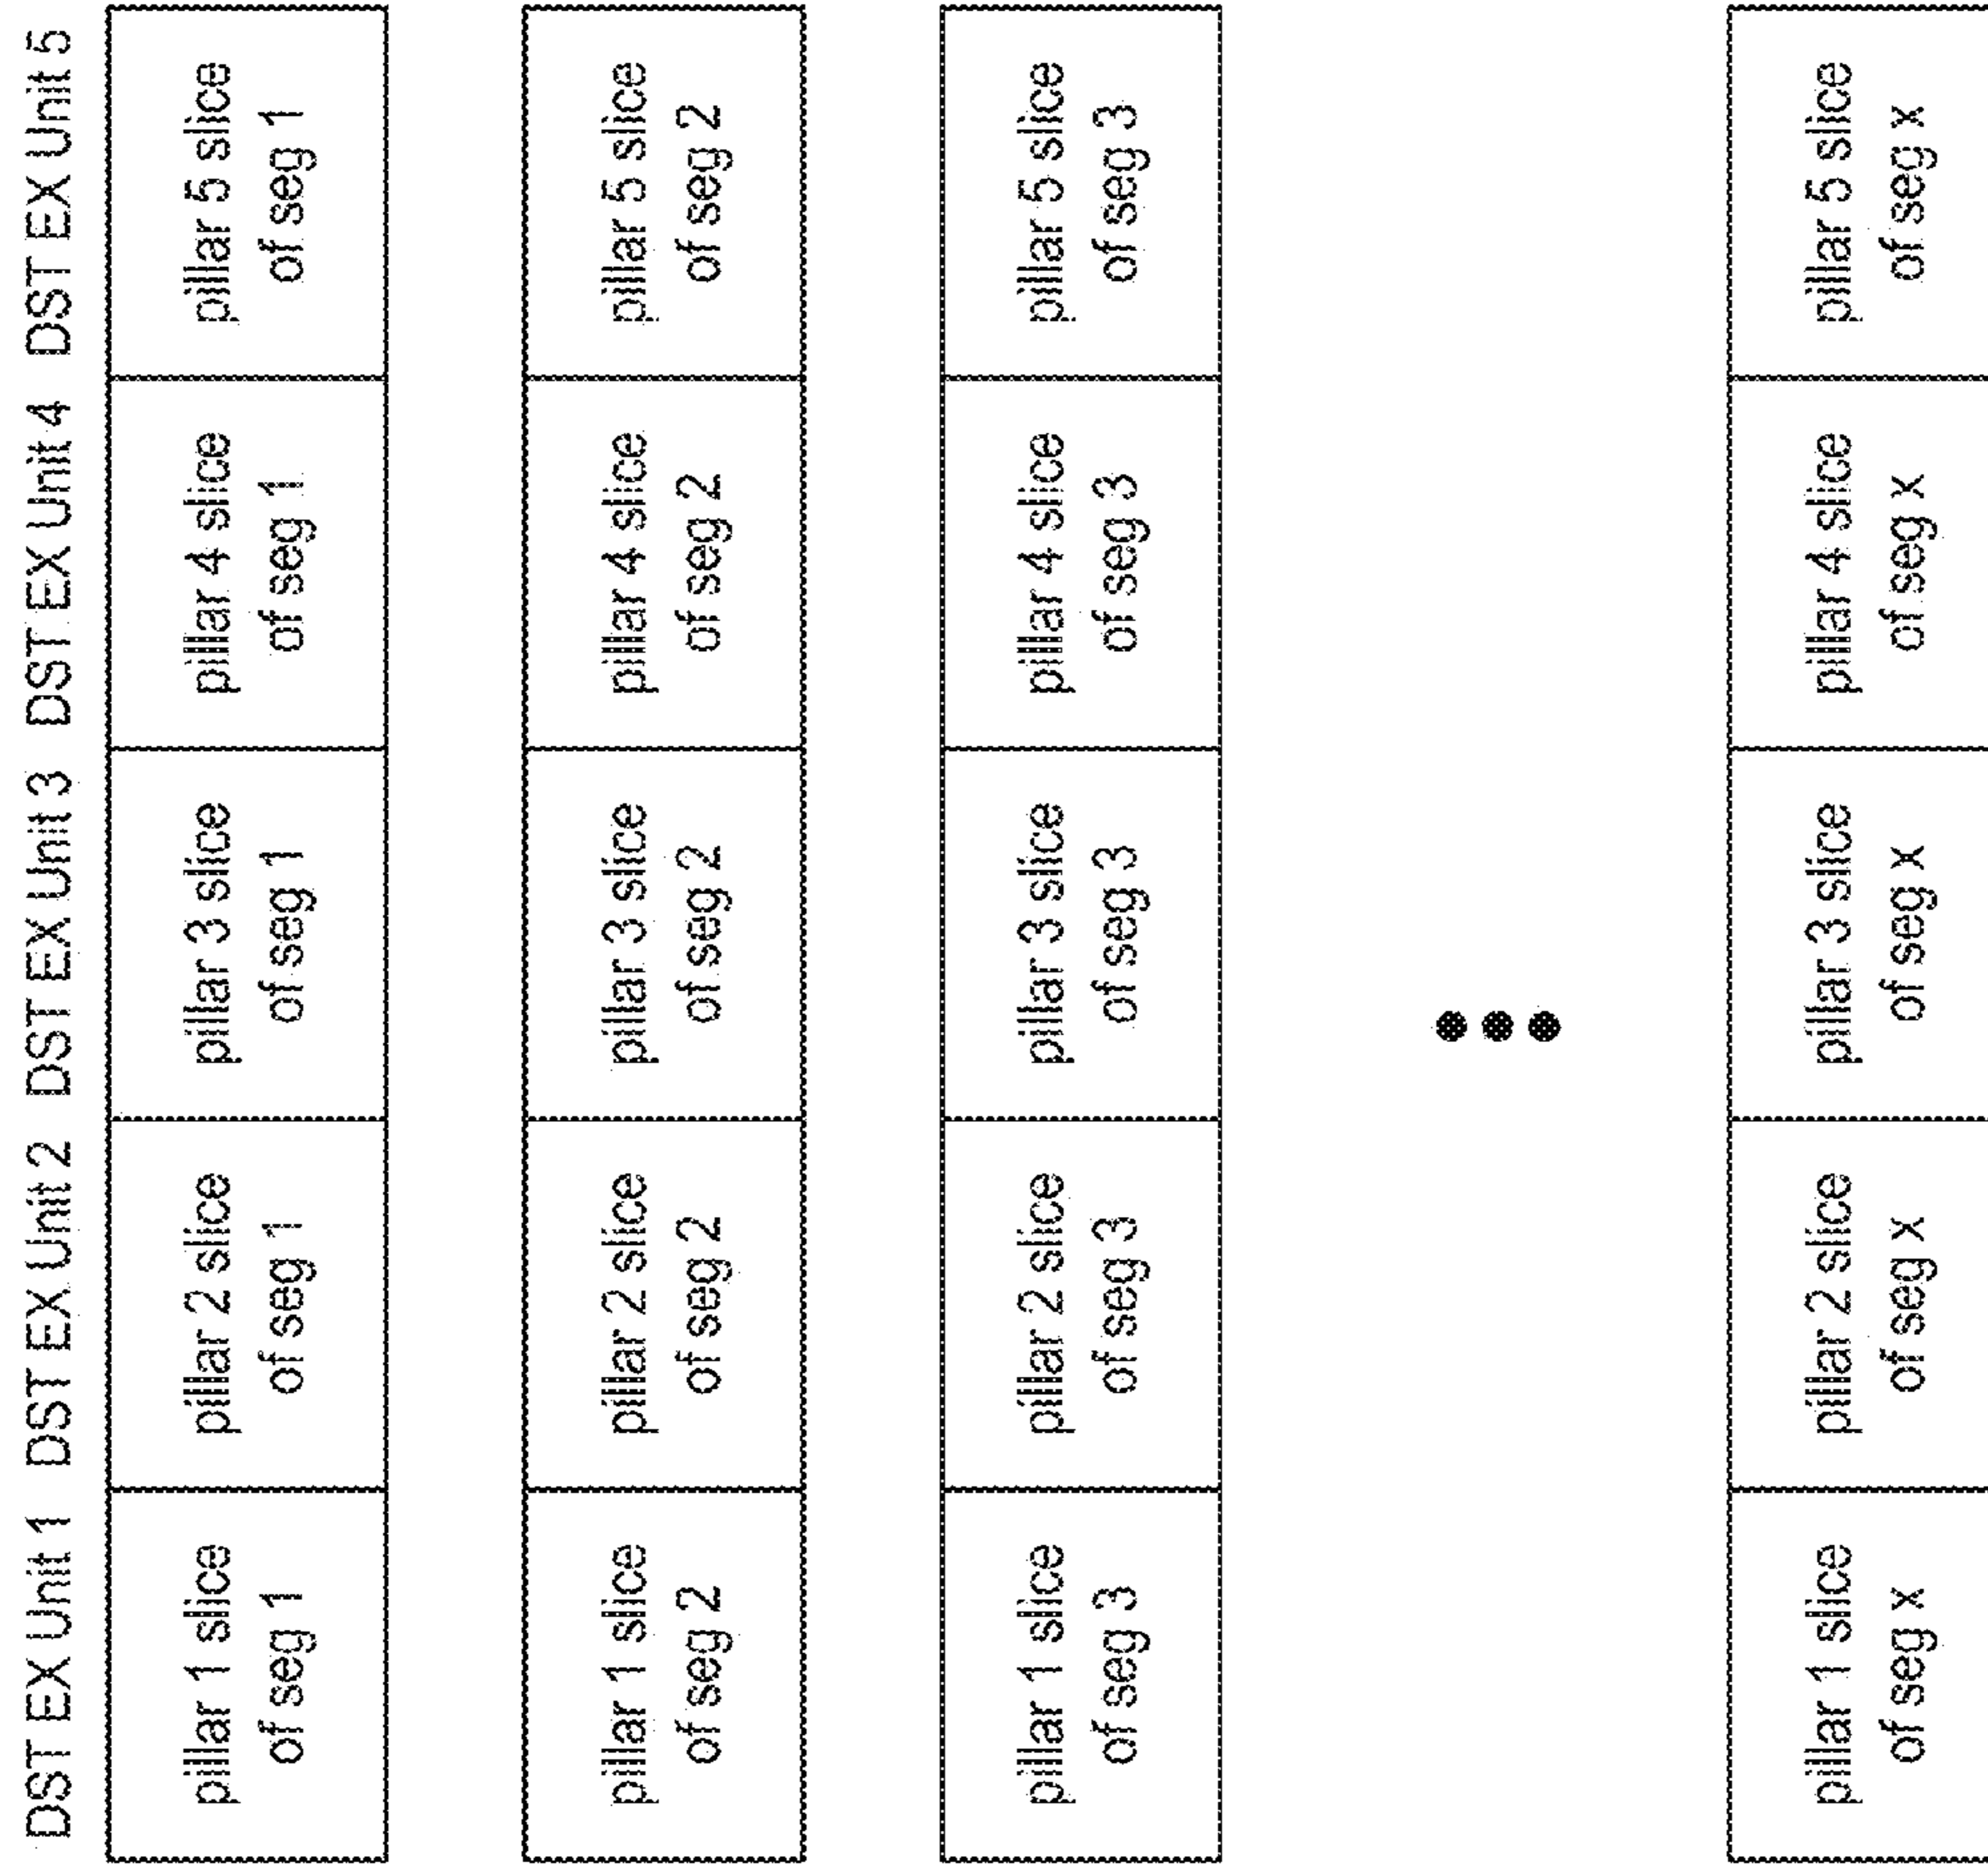 DST EX Unit 1 DST EX Unit 2 DST EX Unit 3 DST EX Unit 4 DST EX Unit 5
pillar 1 slice
of seg 1
pillar 2 slice
of seg 1
pillar 3 slice
of seg 1
pillar 4 slice
of seg 1
pillar 5 slice
of seg 1
pillar 1 slice
of seg 2
pillar 2 slice
of seg 2
pillar 3 slice
of seg 2
pillar 4 slice
of seg 2
pillar 5 slice
of seg 2
pillar 1 slice
of seg 3
pillar 2 slice
of seg 3
pillar 3 slice
of seg 3
pillar 4 slice
of seg 3
pillar 5 slice
of seg 3
pillar 1 slice
of seg x
pillar 2 slice
of seg x
pillar 3 slice
of seg x
pillar 4 slice
of seg x
pillar 5 slice
of seg x